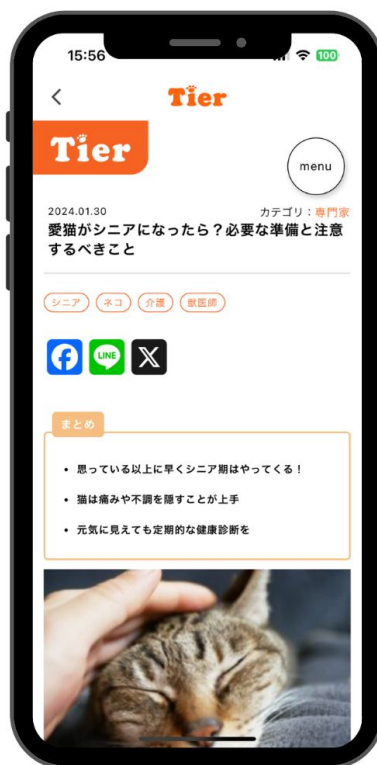 15:56
100
Tier
Tier
menu
2024.01.30
カテゴリ：専門家
愛猫がシニアになったら？必要な準備と注意
するべきこと
シニア
ネコ
介護
獣医師
LINE
まとめ
• 思っている以上に早くシニア期はやってくる！
• 猫は痛みや不調を隠すことが上手
• 元気に見えても定期的な健康診断を